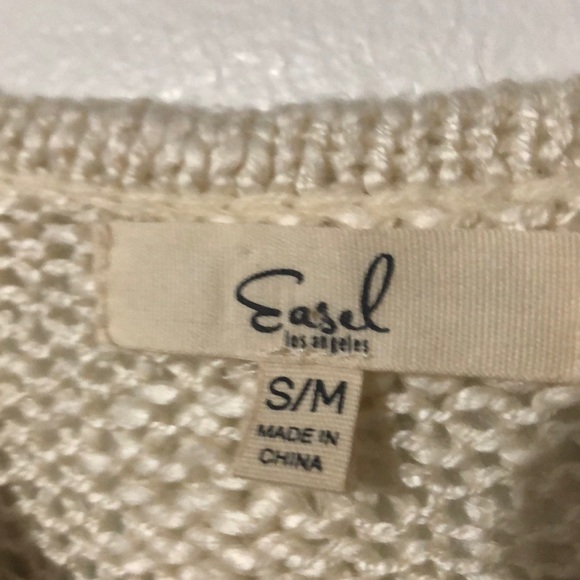 Easel
los angeles
S/M
MADE IN
CHINA